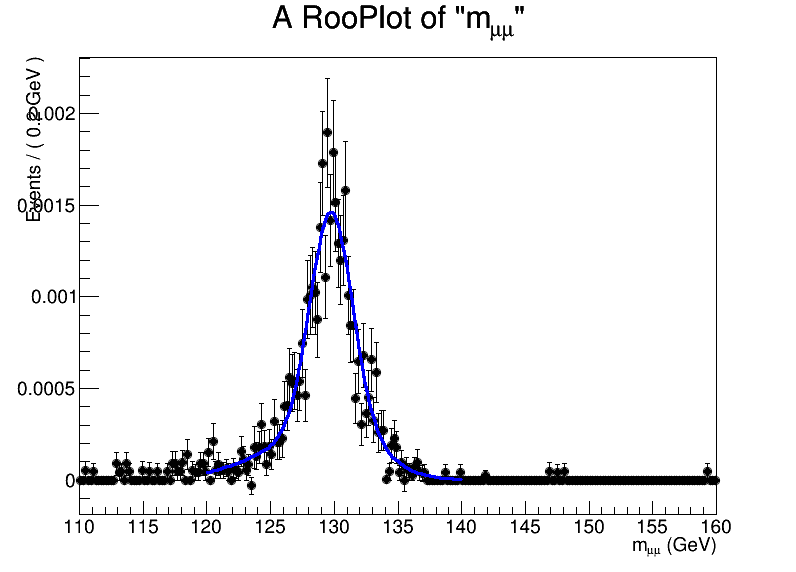 A RooPlot of "mμμ"
Events / ( 0.2 GeV )
0.002
0.0015
0.001
0.0005
0
110 115 120 125 130 135 140 145 150 155 160
mμμ (GeV)